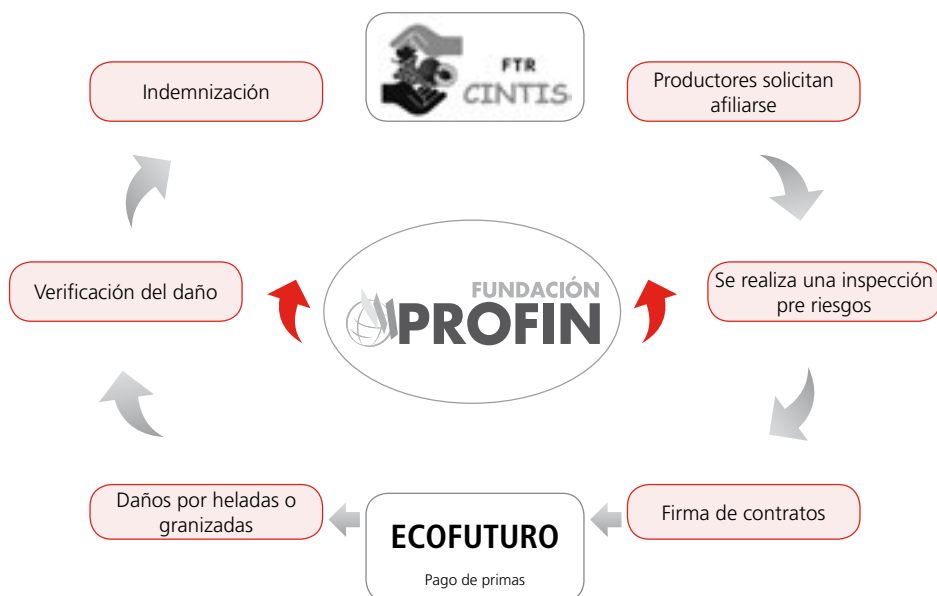 FTR
CINTIS
Productores solicitan
afiliarse
Se realiza una inspección
pre riesgos
Firma de contratos
ECOFUTURO
Pago de primas
Daños por heladas o
granizadas
Verificación del daño
Indemnización
FUNDACIÓN
PROFIN